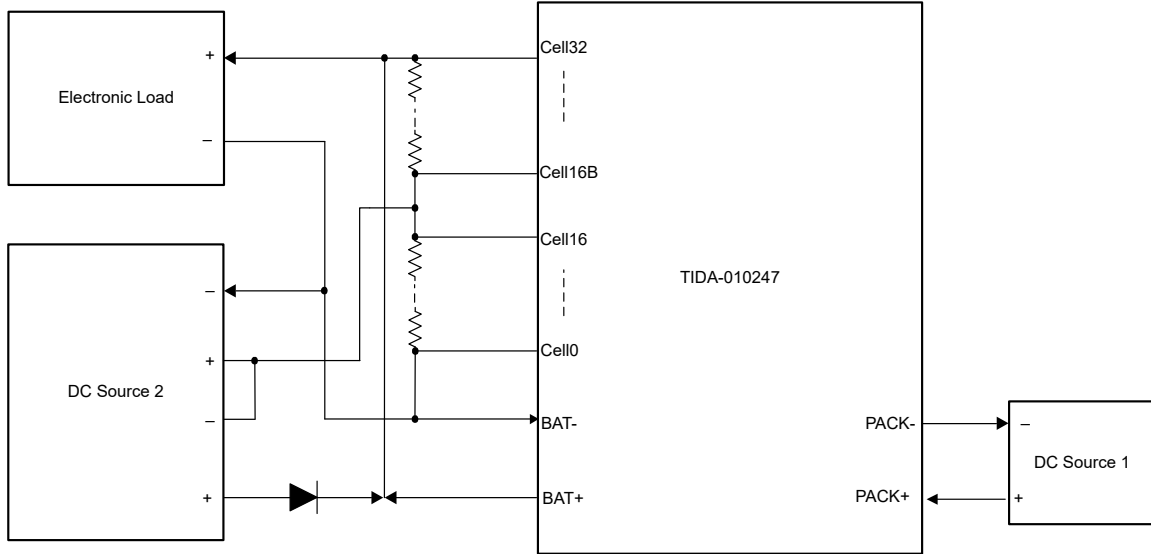 Electronic Load
+
–
DC Source 2
–
+
–
+
Cell32
Cell16B
Cell16
Cell0
BAT-
BAT+
TIDA-010247
PACK-
PACK+
–
DC Source 1
+